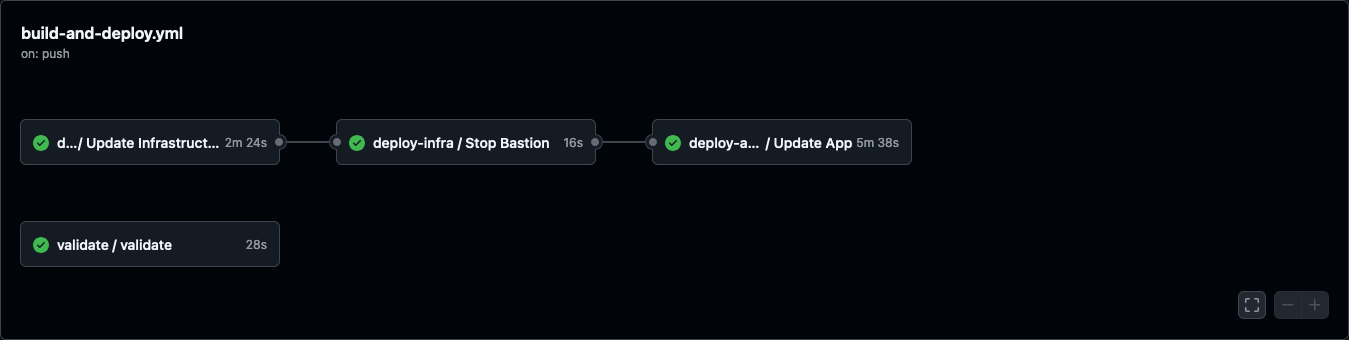 build-and-deploy.yml
on: push
d.../ Update Infrastruct... 2m 24s
deploy-infra / Stop Bastion 16s
deploy-a... / Update App 5m 38s
validate / validate 28s